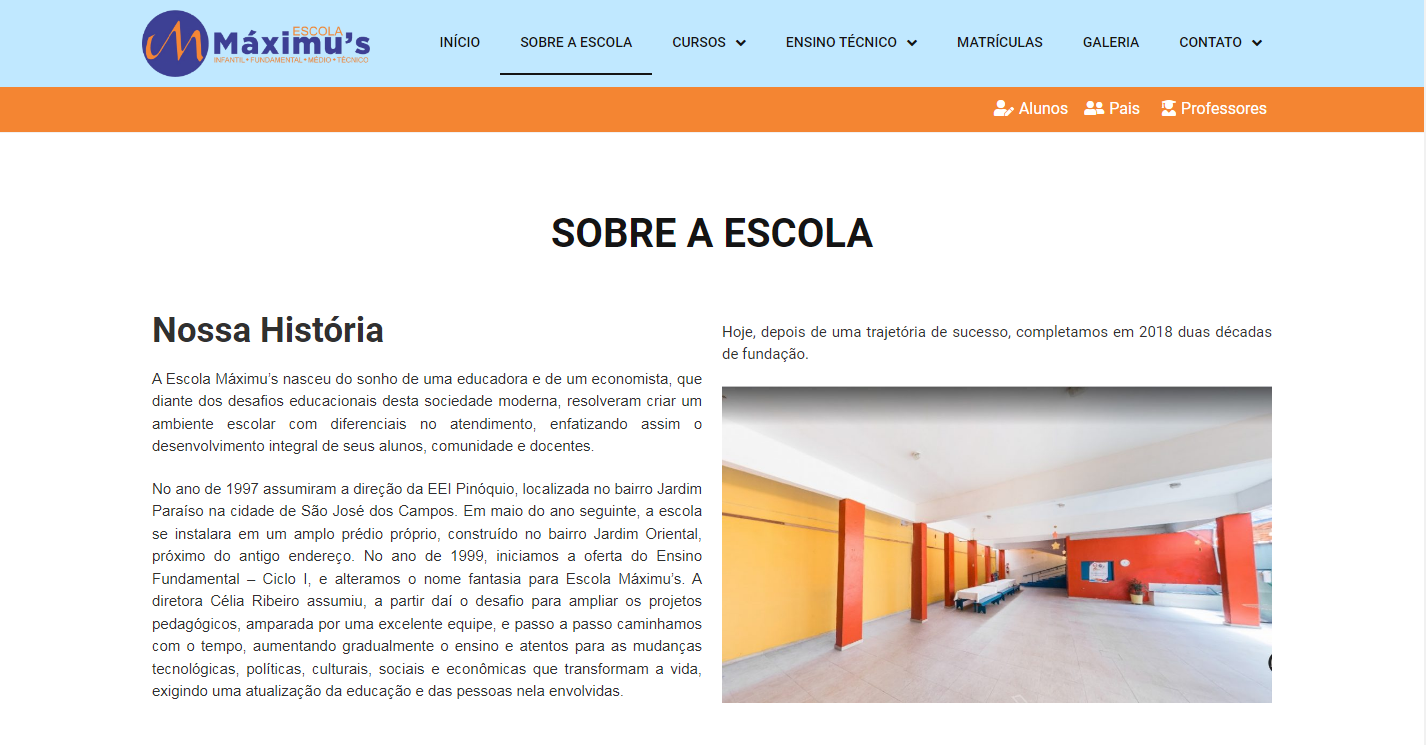 ESCOLA
Máximu's
INFANTIL • FUNDAMENTAL • MÉDIO • TÉCNICO
INÍCIO
SOBRE A ESCOLA
CURSOS
ENSINO TÉCNICO
MATRÍCULAS
GALERIA
CONTATO
Alunos
Pais
Professores
SOBRE A ESCOLA
Nossa História
A Escola Máximu’s nasceu do sonho de uma educadora e de um economista, que
diante dos desafios educacionais desta sociedade moderna, resolveram criar um
ambiente escolar com diferenciais no atendimento, enfatizando assim o
desenvolvimento integral de seus alunos, comunidade e docentes.
No ano de 1997 assumiram a direção da EEI Pinóquio, localizada no bairro Jardim
Paraíso na cidade de São José dos Campos. Em maio do ano seguinte, a escola
se instalara em um amplo prédio próprio, construído no bairro Jardim Oriental,
próximo do antigo endereço. No ano de 1999, iniciamos a oferta do Ensino
Fundamental – Ciclo I, e alteramos o nome fantasia para Escola Máximu’s. A
diretora Célia Ribeiro assumiu, a partir daí o desafio para ampliar os projetos
pedagógicos, amparada por uma excelente equipe, e passo a passo caminhamos
com o tempo, aumentando gradualmente o ensino e atentos para as mudanças
tecnológicas, políticas, culturais, sociais e econômicas que transformam a vida,
exigindo uma atualização da educação e das pessoas nela envolvidas.
Hoje, depois de uma trajetória de sucesso, completamos em 2018 duas décadas
de fundação.